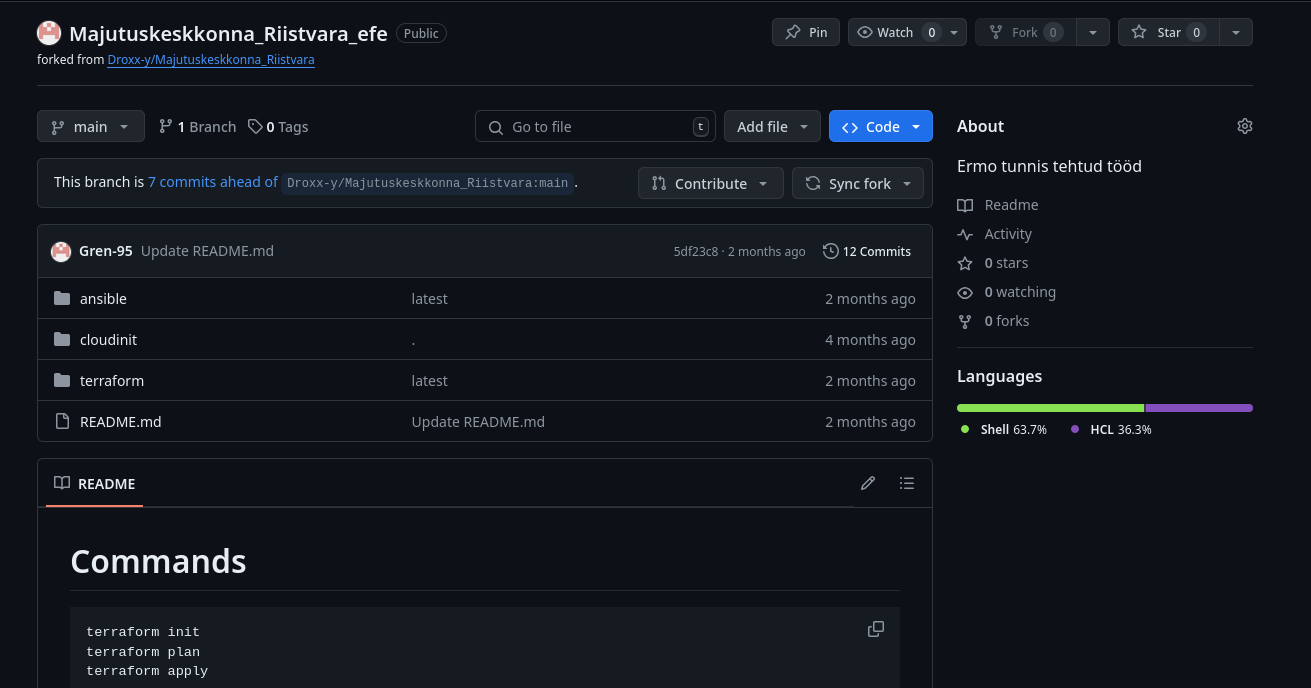 Majutuskeskkonna_Riistvara_efe Public Pin Watch 0 Fork 0 Star 0
forked from Droxx-y/Majutuskeskkonna_Riistvara
main 1 Branch 0 Tags Go to file t Add file Code
This branch is 7 commits ahead of Droxx-y/Majutuskeskkonna_Riistvara:main . Contribute Sync fork
Gren-95 Update README.md 5df23c8 · 2 months ago 12 Commits
ansible latest 2 months ago
cloudinit . 4 months ago
terraform latest 2 months ago
README.md Update README.md 2 months ago
README
Commands
terraform init
terraform plan
terraform apply
About
Ermo tunnis tehtud tööd
Readme
Activity
0 stars
0 watching
0 forks
Languages
Shell 63.7% HCL 36.3%